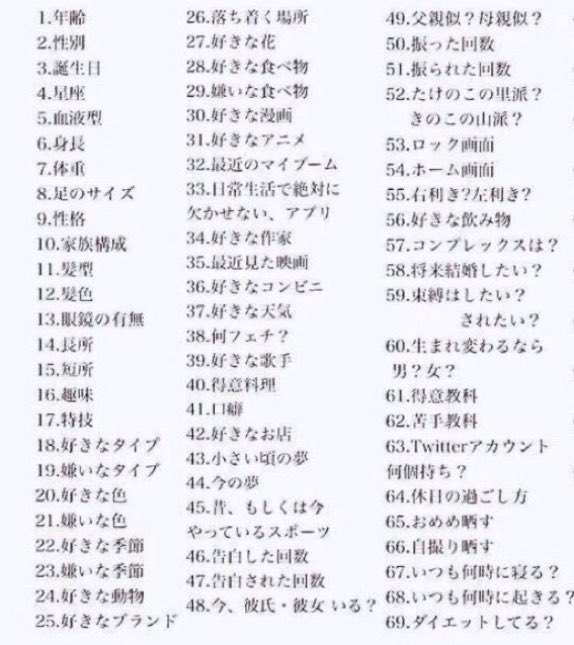 1.年齢
2.性別
3.誕生日
4.星座
5.血液型
6.身長
7.体重
8.足のサイズ
9.性格
10.家族構成
11.髪型
12.髪色
13.眼鏡の有無
14.長所
15.短所
16.趣味
17.特技
18.好きなタイプ
19.嫌いなタイプ
20.好きな色
21.嫌いな色
22.好きな季節
23.嫌いな季節
24.好きな動物
25.好きなブランド
26.落ち着く場所
27.好きな花
28.好きな食べ物
29.嫌いな食べ物
30.好きな漫画
31.好きなアニメ
32.最近のマイブーム
33.日常生活で絶対に
欠かせない、アプリ
34.好きな作家
35.最近見た映画
36.好きなコンビニ
37.好きな天気
38.何フェチ？
39.好きな歌手
40.得意料理
41.口癖
42.好きなお店
43.小さい頃の夢
44.今の夢
45.昔、もしくは今
やっているスポーツ
46.告白した回数
47.告白された回数
48.今、彼氏・彼女 いる？
49.父親似？母親似？
50.振った回数
51.振られた回数
52.たけのこの里派？
きのこの山派？
53.ロック画面
54.ホーム画面
55.右利き?左利き?
56.好きな飲み物
57.コンプレックスは？
58.将来結婚したい？
59.束縛はしたい？
されたい？
60.生まれ変わるなら
男？女？
61.得意教科
62.苦手教科
63.Twitterアカウント
何個持ち？
64.休日の過ごし方
65.おめめ晒す
66.自撮り晒す
67.いつも何時に寝る？
68.いつも何時に起きる？
69.ダイエットしてる？